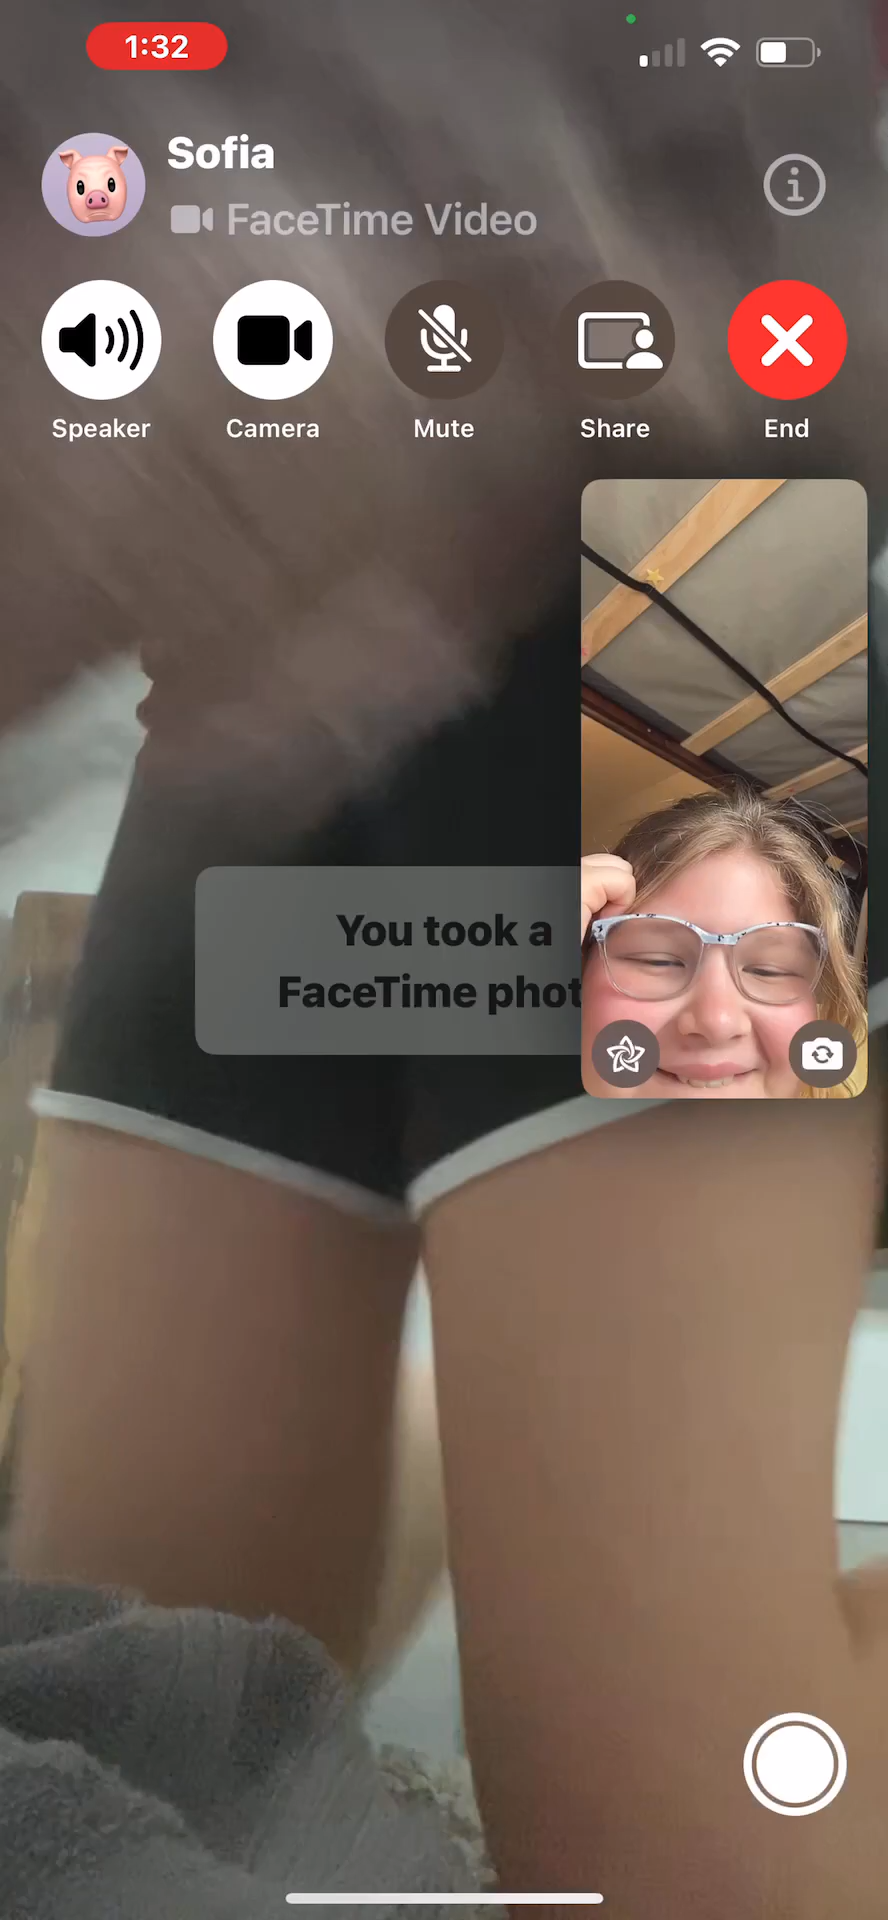 1:32
Sofia
FaceTime Video
Speaker
Camera
Mute
Share
End
You took a
FaceTime phot